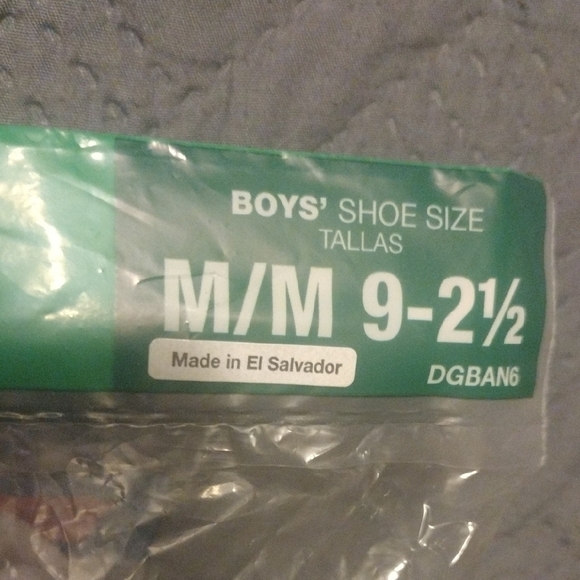 BOYS' SHOE SIZE
TALLAS
M/M 9-2½
Made in El Salvador
DGBAN6